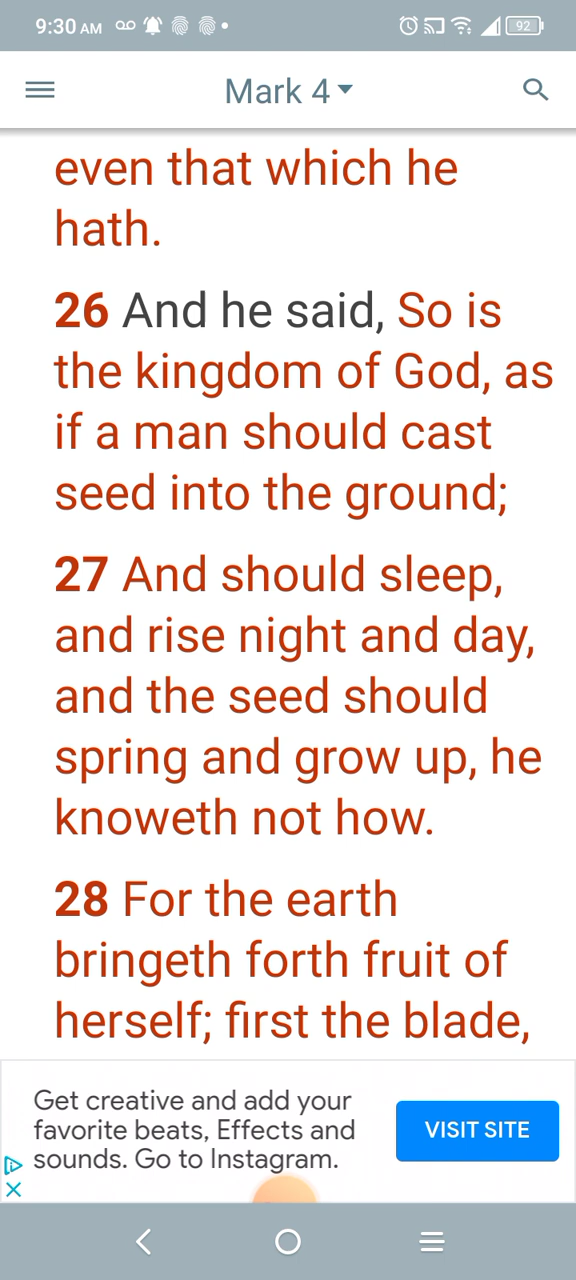 9:30 AM
92
Mark 4
even that which he
hath.
26 And he said, So is
the kingdom of God, as
if a man should cast
seed into the ground;
27 And should sleep,
and rise night and day,
and the seed should
spring and grow up, he
knoweth not how.
28 For the earth
bringeth forth fruit of
herself; first the blade,
Get creative and add your
favorite beats, Effects and
sounds. Go to Instagram.
VISIT SITE